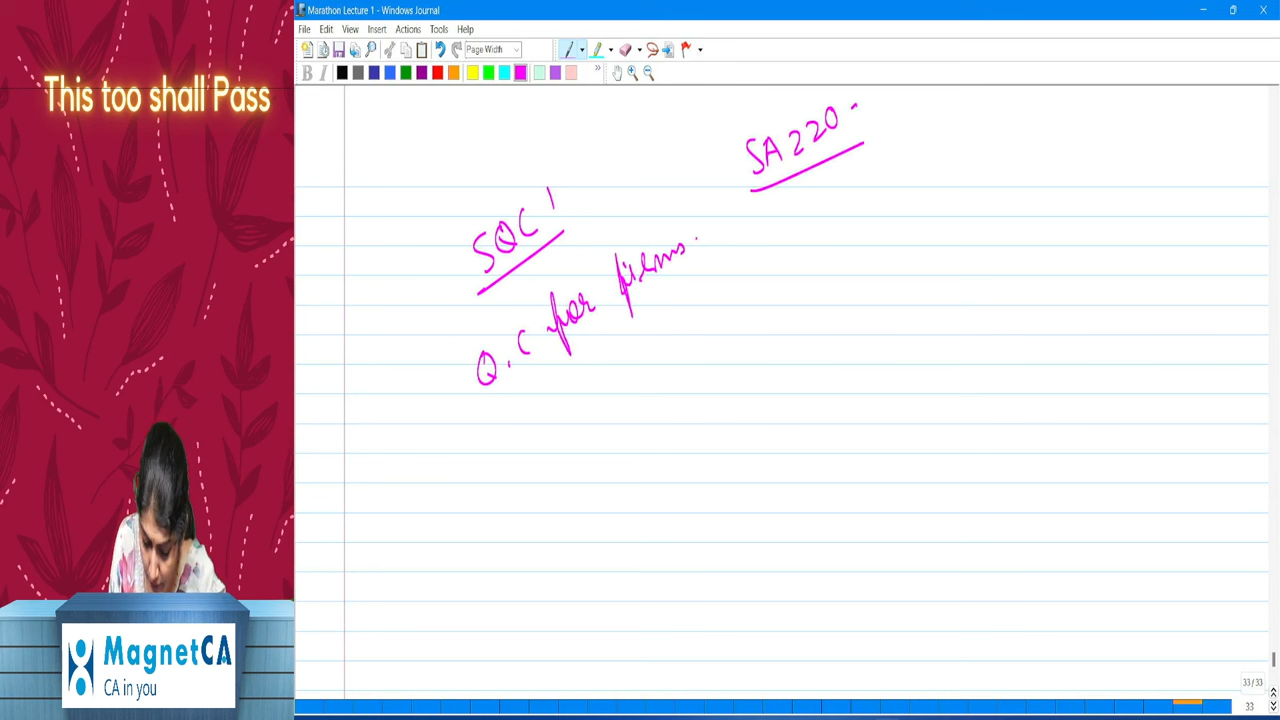 Marathon Lecture 1 - Windows Journal
File Edit View Insert Actions Tools Help
Page Width
B I
This too shall Pass
SA 220 -
SQC 1
Q.C for firms.
MagnetCA
CA in you
33/33
33